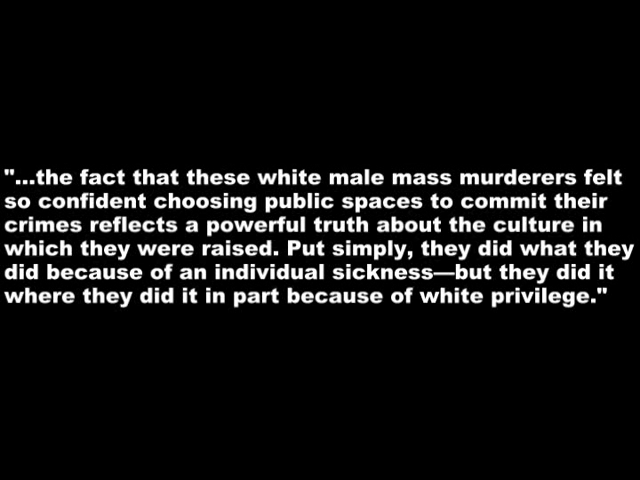 "...the fact that these white male mass murderers felt
so confident choosing public spaces to commit their
crimes reflects a powerful truth about the culture in
which they were raised. Put simply, they did what they
did because of an individual sickness—but they did it
where they did it in part because of white privilege."